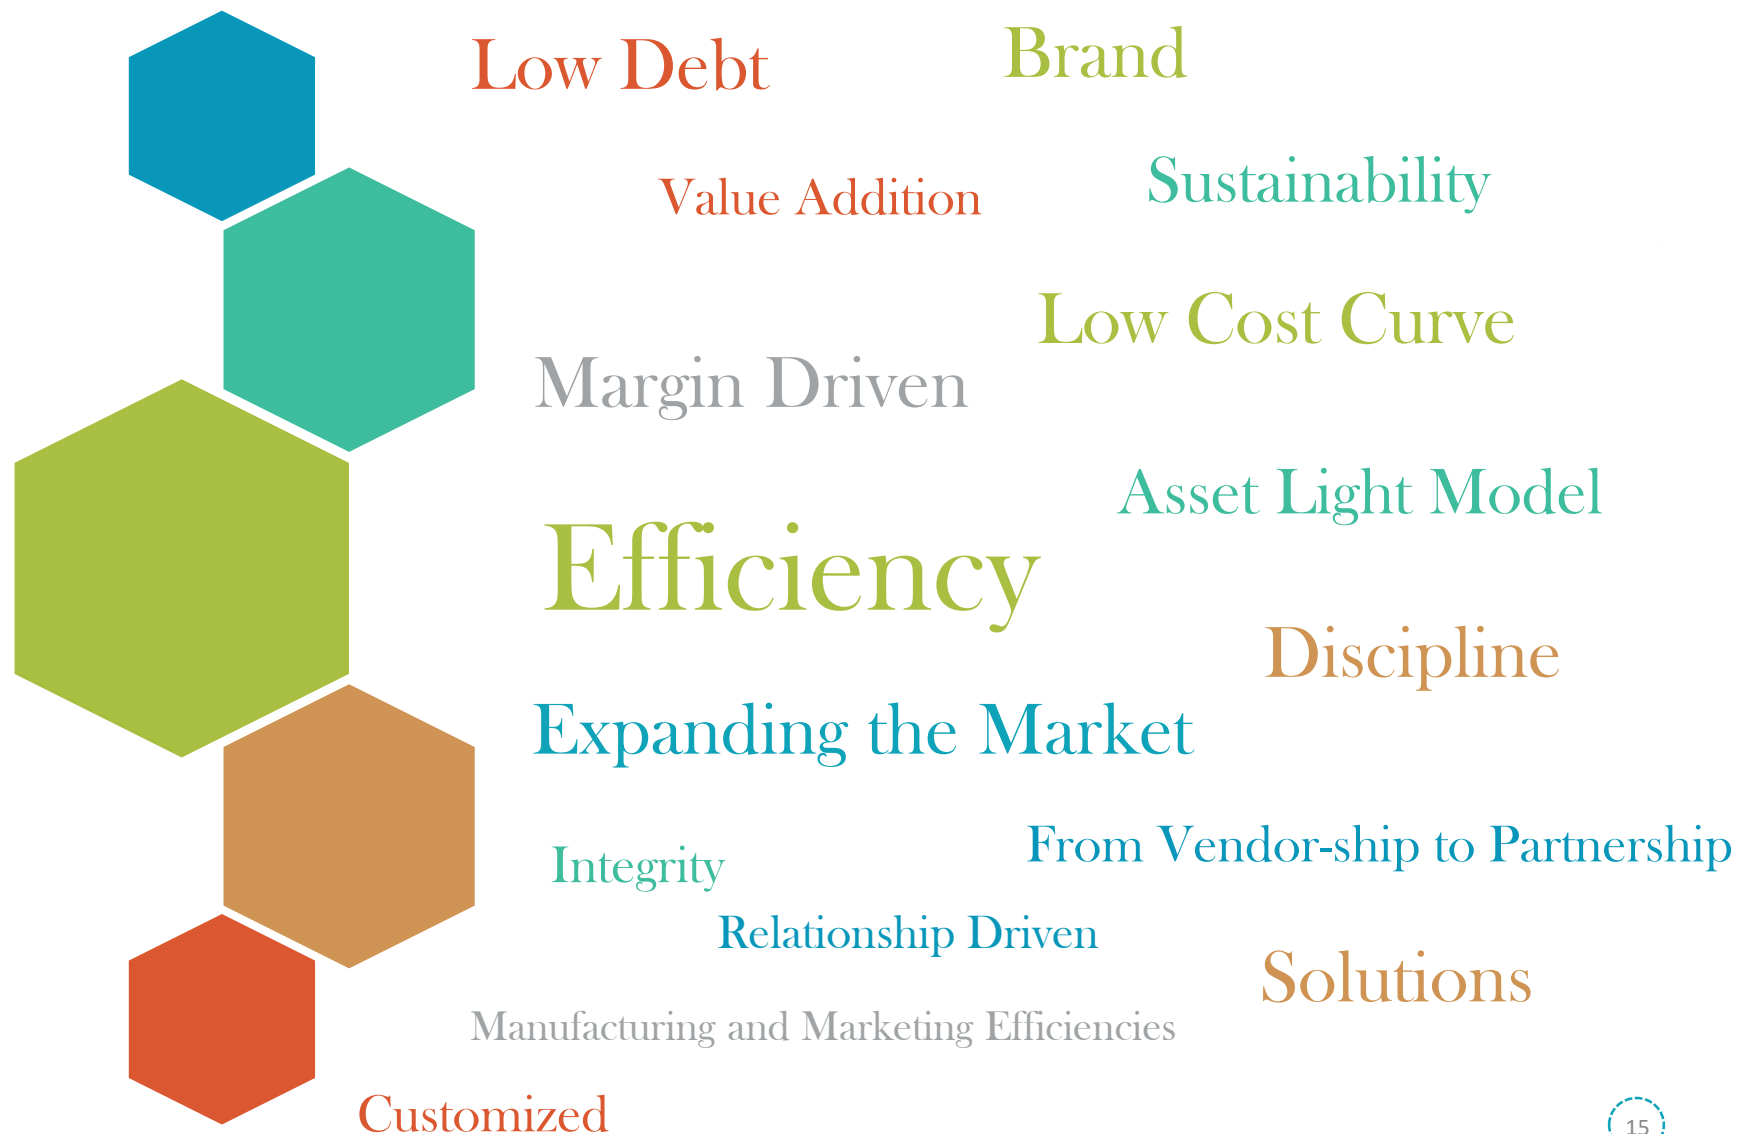 Low Debt
Brand
Value Addition
Sustainability
Low Cost Curve
Margin Driven
Asset Light Model
Efficiency
Discipline
Expanding the Market
From Vendor-ship to Partnership
Integrity
Relationship Driven
Solutions
Manufacturing and Marketing Efficiencies
Customized
15